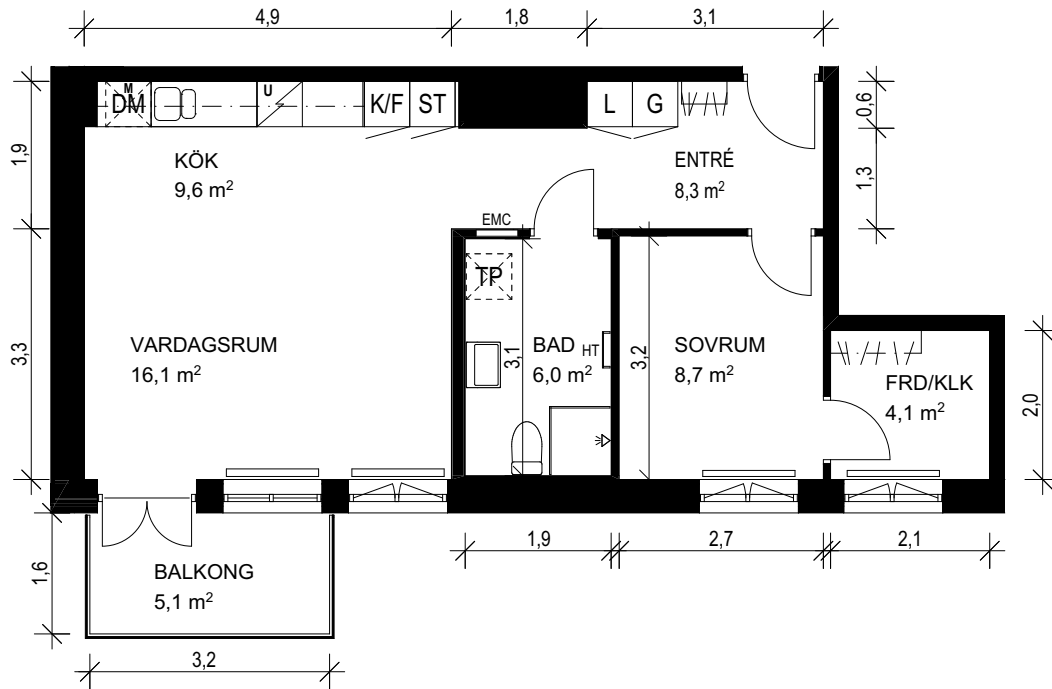 4,9
1,8
3,1
M
DM
U
K/F
ST
L
G
0,6
KÖK
9,6 m²
ENTRÉ
8,3 m²
1,9
1,3
EMC
TP
VARDAGSRUM
16,1 m²
3,3
3,1
BAD
6,0 m²
HT
3,2
SOVRUM
8,7 m²
FRD/KLK
4,1 m²
2,0
1,9
2,7
2,1
BALKONG
5,1 m²
1,6
3,2